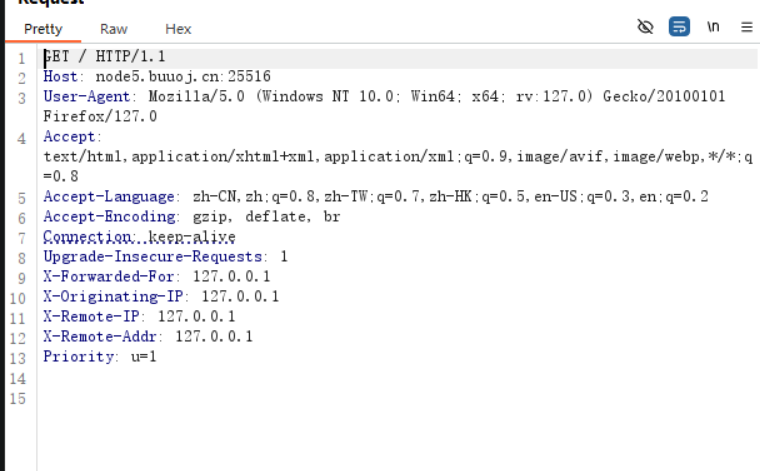 Request
Pretty Raw Hex \n
1 GET / HTTP/1.1
2 Host: node5.buuoj.cn:25516
3 User-Agent: Mozilla/5.0 (Windows NT 10.0; Win64; x64; rv:127.0) Gecko/20100101
Firefox/127.0
4 Accept:
text/html,application/xhtml+xml,application/xml;q=0.9,image/avif,image/webp,*/*;q
=0.8
5 Accept-Language: zh-CN,zh;q=0.8,zh-TW;q=0.7,zh-HK;q=0.5,en-US;q=0.3,en;q=0.2
6 Accept-Encoding: gzip, deflate, br
7 Connection: keep-alive
8 Upgrade-Insecure-Requests: 1
9 X-Forwarded-For: 127.0.0.1
10 X-Originating-IP: 127.0.0.1
11 X-Remote-IP: 127.0.0.1
12 X-Remote-Addr: 127.0.0.1
13 Priority: u=1
14
15